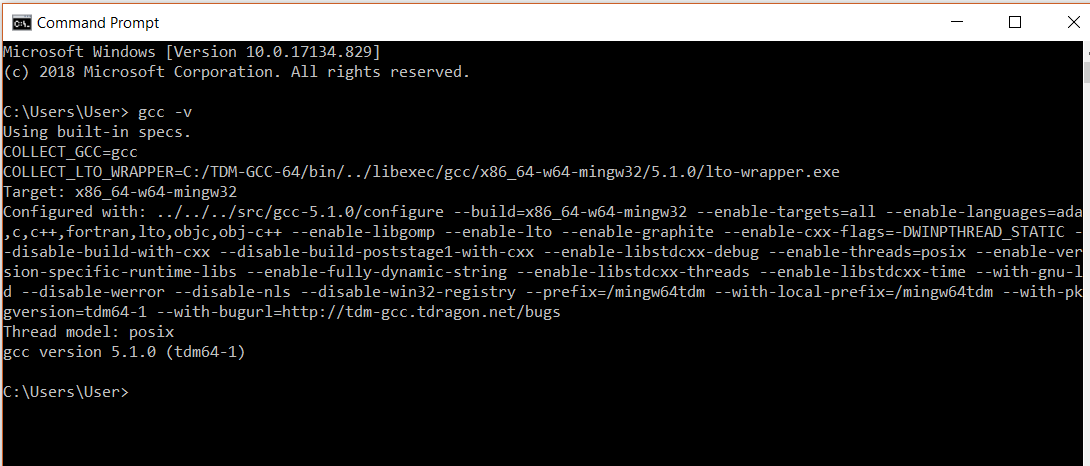 Command Prompt
Microsoft Windows [Version 10.0.17134.829]
(c) 2018 Microsoft Corporation. All rights reserved.
C:\Users\User> gcc -v
Using built-in specs.
COLLECT_GCC=gcc
COLLECT_LTO_WRAPPER=C:/TDM-GCC-64/bin/../libexec/gcc/x86_64-w64-mingw32/5.1.0/lto-wrapper.exe
Target: x86_64-w64-mingw32
Configured with: ../../../src/gcc-5.1.0/configure --build=x86_64-w64-mingw32 --enable-targets=all --enable-languages=ada
,c,c++,fortran,lto,objc,obj-c++ --enable-libgomp --enable-lto --enable-graphite --enable-cxx-flags=-DWINPTHREAD_STATIC -
-disable-build-with-cxx --disable-build-poststage1-with-cxx --enable-libstdcxx-debug --enable-threads=posix --enable-ver
sion-specific-runtime-libs --enable-fully-dynamic-string --enable-libstdcxx-threads --enable-libstdcxx-time --with-gnu-l
d --disable-werror --disable-nls --disable-win32-registry --prefix=/mingw64tdm --with-local-prefix=/mingw64tdm --with-pk
gversion=tdm64-1 --with-bugurl=http://tdm-gcc.tdragon.net/bugs
Thread model: posix
gcc version 5.1.0 (tdm64-1)
C:\Users\User>